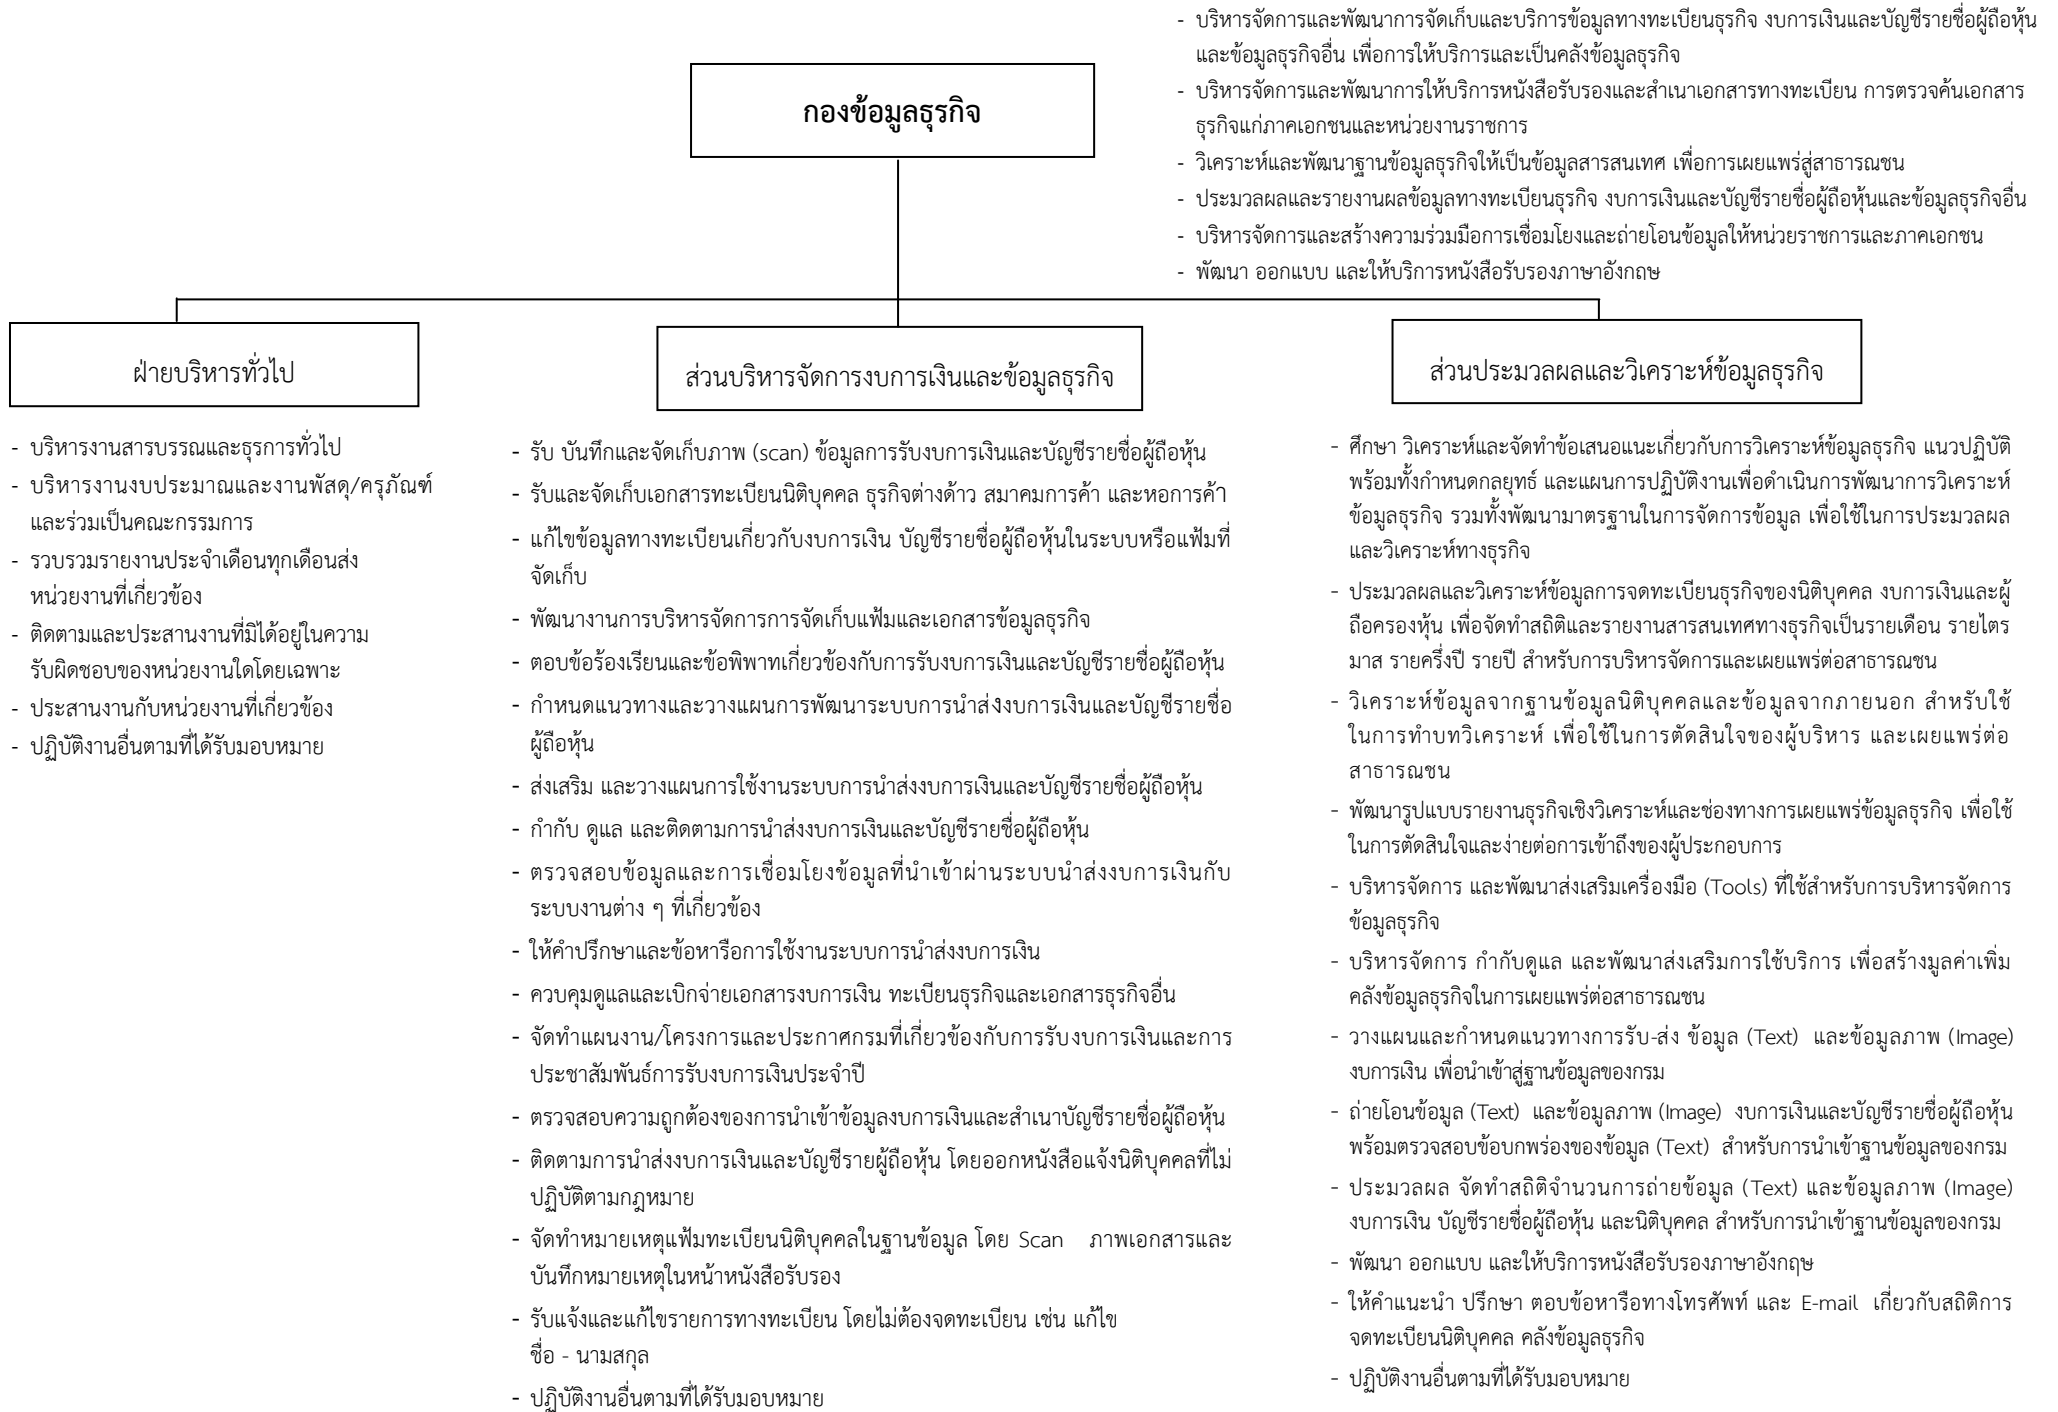 - บริหารจัดการและพัฒนาการจัดเก็บและบริการข้อมูลทางทะเบียนธุรกิจ งบการเงินและบัญชีรายชื่อผู้ถือหุ้น
และข้อมูลธุรกิจอื่น เพื่อการให้บริการและเป็นคลังข้อมูลธุรกิจ
- บริหารจัดการและพัฒนาการให้บริการหนังสือรับรองและสำเนาเอกสารทางทะเบียน การตรวจค้นเอกสาร
ธุรกิจแก่ภาคเอกชนและหน่วยงานราชการ
- วิเคราะห์และพัฒนาฐานข้อมูลธุรกิจให้เป็นข้อมูลสารสนเทศ เพื่อการเผยแพร่สู่สาธารณชน
- ประมวลผลและรายงานผลข้อมูลทางทะเบียนธุรกิจ งบการเงินและบัญชีรายชื่อผู้ถือหุ้นและข้อมูลธุรกิจอื่น
- บริหารจัดการและสร้างความร่วมมือการเชื่อมโยงและถ่ายโอนข้อมูลให้หน่วยราชการและภาคเอกชน
- พัฒนา ออกแบบ และให้บริการหนังสือรับรองภาษาอังกฤษ
กองข้อมูลธุรกิจ
ฝ่ายบริหารทั่วไป
- บริหารงานสารบรรณและธุรการทั่วไป
- บริหารงานงบประมาณและงานพัสดุ/ครุภัณฑ์
และร่วมเป็นคณะกรรมการ
- รวบรวมรายงานประจำเดือนทุกเดือนส่ง
หน่วยงานที่เกี่ยวข้อง
- ติดตามและประสานงานที่มิได้อยู่ในความ
รับผิดชอบของหน่วยงานใดโดยเฉพาะ
- ประสานงานกับหน่วยงานที่เกี่ยวข้อง
- ปฏิบัติงานอื่นตามที่ได้รับมอบหมาย
ส่วนบริหารจัดการงบการเงินและข้อมูลธุรกิจ
- รับ บันทึกและจัดเก็บภาพ (scan) ข้อมูลการรับงบการเงินและบัญชีรายชื่อผู้ถือหุ้น
- รับและจัดเก็บเอกสารทะเบียนนิติบุคคล ธุรกิจต่างด้าว สมาคมการค้า และหอการค้า
- แก้ไขข้อมูลทางทะเบียนเกี่ยวกับงบการเงิน บัญชีรายชื่อผู้ถือหุ้นในระบบหรือแฟ้มที่
จัดเก็บ
- พัฒนางานการบริหารจัดการการจัดเก็บแฟ้มและเอกสารข้อมูลธุรกิจ
- ตอบข้อร้องเรียนและข้อพิพาทเกี่ยวข้องกับการรับงบการเงินและบัญชีรายชื่อผู้ถือหุ้น
- กำหนดแนวทางและวางแผนการพัฒนาระบบการนำส่งงบการเงินและบัญชีรายชื่อ
ผู้ถือหุ้น
- ส่งเสริม และวางแผนการใช้งานระบบการนำส่งงบการเงินและบัญชีรายชื่อผู้ถือหุ้น
- กำกับ ดูแล และติดตามการนำส่งงบการเงินและบัญชีรายชื่อผู้ถือหุ้น
- ตรวจสอบข้อมูลและการเชื่อมโยงข้อมูลที่นำเข้าผ่านระบบนำส่งงบการเงินกับ
ระบบงานต่าง ๆ ที่เกี่ยวข้อง
- ให้คำปรึกษาและข้อหารือการใช้งานระบบการนำส่งงบการเงิน
- ควบคุมดูแลและเบิกจ่ายเอกสารงบการเงิน ทะเบียนธุรกิจและเอกสารธุรกิจอื่น
- จัดทำแผนงาน/โครงการและประกาศกรมที่เกี่ยวข้องกับการรับงบการเงินและการ
ประชาสัมพันธ์การรับงบการเงินประจำปี
- ตรวจสอบความถูกต้องของการนำเข้าข้อมูลงบการเงินและสำเนาบัญชีรายชื่อผู้ถือหุ้น
- ติดตามการนำส่งงบการเงินและบัญชีรายผู้ถือหุ้น โดยออกหนังสือแจ้งนิติบุคคลที่ไม่
ปฏิบัติตามกฎหมาย
- จัดทำหมายเหตุแฟ้มทะเบียนนิติบุคคลในฐานข้อมูล โดย Scan ภาพเอกสารและ
บันทึกหมายเหตุในหน้าหนังสือรับรอง
- รับแจ้งและแก้ไขรายการทางทะเบียน โดยไม่ต้องจดทะเบียน เช่น แก้ไข
ชื่อ - นามสกุล
- ปฏิบัติงานอื่นตามที่ได้รับมอบหมาย
ส่วนประมวลผลและวิเคราะห์ข้อมูลธุรกิจ
- ศึกษา วิเคราะห์และจัดทำข้อเสนอแนะเกี่ยวกับการวิเคราะห์ข้อมูลธุรกิจ แนวปฏิบัติ
พร้อมทั้งกำหนดกลยุทธ์ และแผนการปฏิบัติงานเพื่อดำเนินการพัฒนาการวิเคราะห์
ข้อมูลธุรกิจ รวมทั้งพัฒนามาตรฐานในการจัดการข้อมูล เพื่อใช้ในการประมวลผล
และวิเคราะห์ทางธุรกิจ
- ประมวลผลและวิเคราะห์ข้อมูลการจดทะเบียนธุรกิจของนิติบุคคล งบการเงินและผู้
ถือครองหุ้น เพื่อจัดทำสถิติและรายงานสารสนเทศทางธุรกิจเป็นรายเดือน รายไตร
มาส รายครึ่งปี รายปี สำหรับการบริหารจัดการและเผยแพร่ต่อสาธารณชน
- วิเคราะห์ข้อมูลจากฐานข้อมูลนิติบุคคลและข้อมูลจากภายนอก สำหรับใช้
ในการทำบทวิเคราะห์ เพื่อใช้ในการตัดสินใจของผู้บริหาร และเผยแพร่ต่อ
สาธารณชน
- พัฒนารูปแบบรายงานธุรกิจเชิงวิเคราะห์และช่องทางการเผยแพร่ข้อมูลธุรกิจ เพื่อใช้
ในการตัดสินใจและง่ายต่อการเข้าถึงของผู้ประกอบการ
- บริหารจัดการ และพัฒนาส่งเสริมเครื่องมือ (Tools) ที่ใช้สำหรับการบริหารจัดการ
ข้อมูลธุรกิจ
- บริหารจัดการ กำกับดูแล และพัฒนาส่งเสริมการใช้บริการ เพื่อสร้างมูลค่าเพิ่ม
คลังข้อมูลธุรกิจในการเผยแพร่ต่อสาธารณชน
- วางแผนและกำหนดแนวทางการรับ-ส่ง ข้อมูล (Text) และข้อมูลภาพ (Image)
งบการเงิน เพื่อนำเข้าสู่ฐานข้อมูลของกรม
- ถ่ายโอนข้อมูล (Text) และข้อมูลภาพ (Image) งบการเงินและบัญชีรายชื่อผู้ถือหุ้น
พร้อมตรวจสอบข้อบกพร่องของข้อมูล (Text) สำหรับการนำเข้าฐานข้อมูลของกรม
- ประมวลผล จัดทำสถิติจำนวนการถ่ายข้อมูล (Text) และข้อมูลภาพ (Image)
งบการเงิน บัญชีรายชื่อผู้ถือหุ้น และนิติบุคคล สำหรับการนำเข้าฐานข้อมูลของกรม
- พัฒนา ออกแบบ และให้บริการหนังสือรับรองภาษาอังกฤษ
- ให้คำแนะนำ ปรึกษา ตอบข้อหารือทางโทรศัพท์ และ E-mail เกี่ยวกับสถิติการ
จดทะเบียนนิติบุคคล คลังข้อมูลธุรกิจ
- ปฏิบัติงานอื่นตามที่ได้รับมอบหมาย